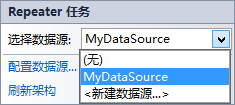 Repeater 任务
选择数据源: MyDataSource
(无)
配置数据源... MyDataSource
刷新架构 <新建数据源...>